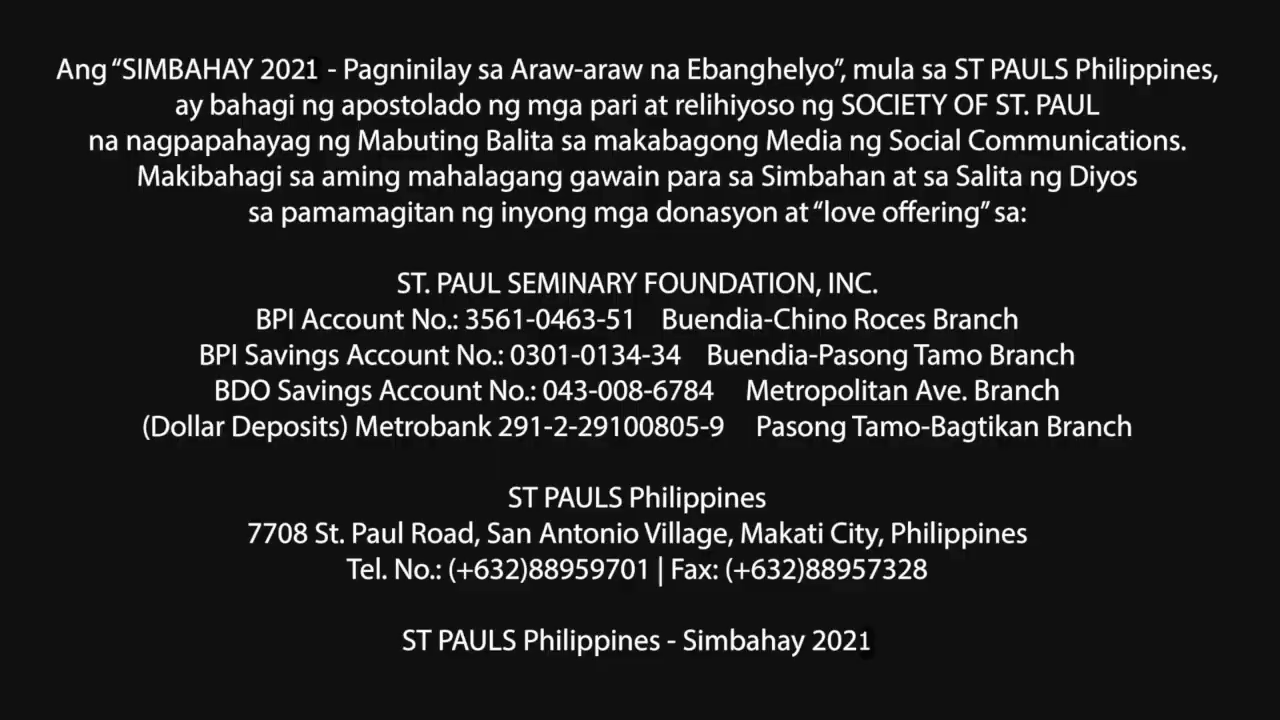 Ang “SIMBAHAY 2021 - Pagninilay sa Araw-araw na Ebanghelyo”, mula sa ST PAULS Philippines,
ay bahagi ng apostolado ng mga pari at relihiyoso ng SOCIETY OF ST. PAUL
na nagpapahayag ng Mabuting Balita sa makabagong Media ng Social Communications.
Makibahagi sa aming mahalagang gawain para sa Simbahan at sa Salita ng Diyos
sa pamamagitan ng inyong mga donasyon at “love offering” sa:
ST. PAUL SEMINARY FOUNDATION, INC.
BPI Account No.: 3561-0463-51 Buendia-Chino Roces Branch
BPI Savings Account No.: 0301-0134-34 Buendia-Pasong Tamo Branch
BDO Savings Account No.: 043-008-6784 Metropolitan Ave. Branch
(Dollar Deposits) Metrobank 291-2-29100805-9 Pasong Tamo-Bagtikan Branch
ST PAULS Philippines
7708 St. Paul Road, San Antonio Village, Makati City, Philippines
Tel. No.: (+632)88959701 | Fax: (+632)88957328
ST PAULS Philippines - Simbahay 2021